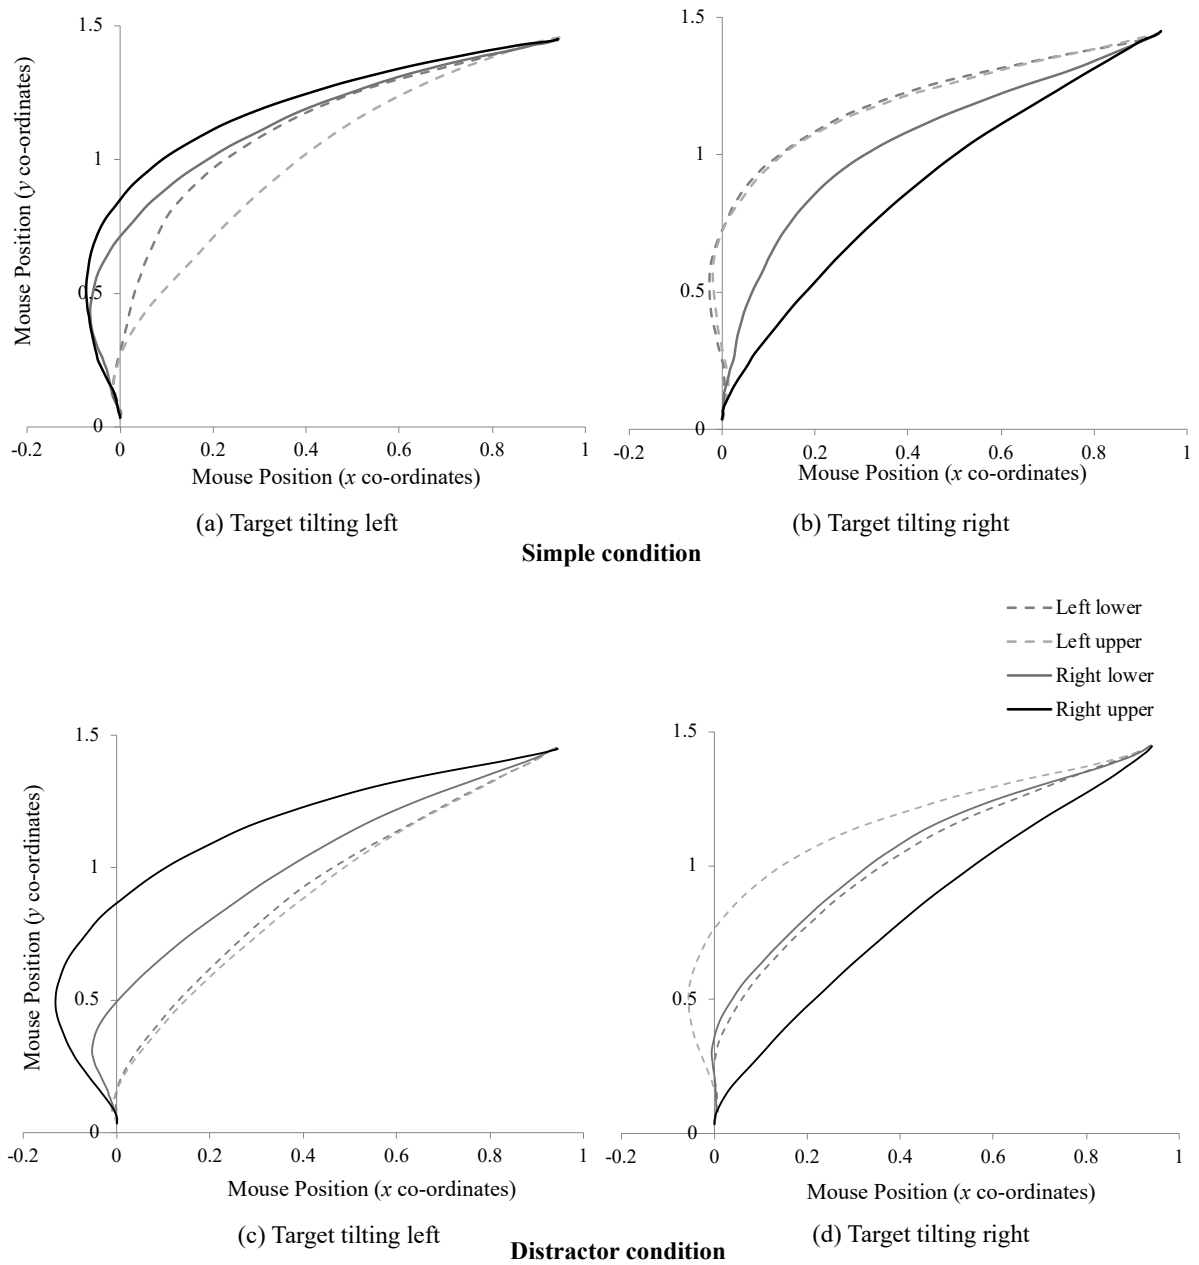 1.5
1
0.5
0
-0.2 0 0.2 0.4 0.6 0.8 1
Mouse Position (y co-ordinates)
Mouse Position (x co-ordinates)
(a) Target tilting left
1.5
1
0.5
0
-0.2 0 0.2 0.4 0.6 0.8 1
Mouse Position (x co-ordinates)
(b) Target tilting right
Simple condition
Left lower
Left upper
Right lower
Right upper
1.5
1
0.5
0
-0.2 0 0.2 0.4 0.6 0.8 1
Mouse Position (y co-ordinates)
Mouse Position (x co-ordinates)
(c) Target tilting left
1.5
1
0.5
0
-0.2 0 0.2 0.4 0.6 0.8 1
Mouse Position (x co-ordinates)
(d) Target tilting right
Distractor condition